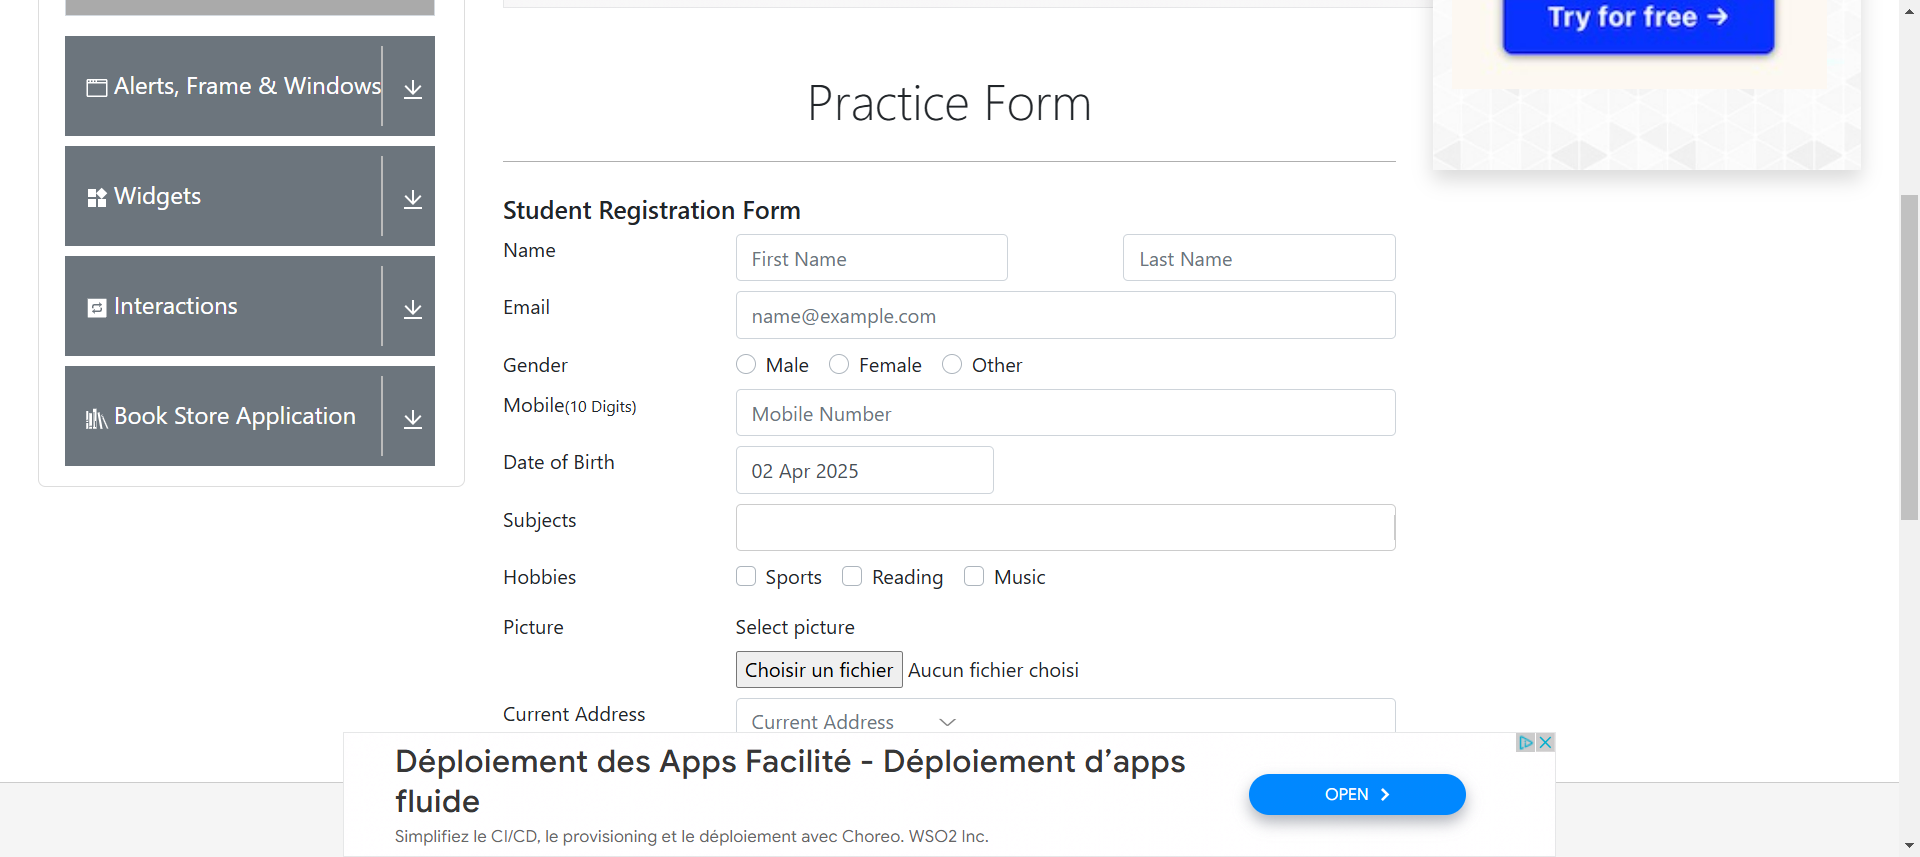 Alerts, Frame & Windows
Widgets
Interactions
Book Store Application
Try for free →
Practice Form
Student Registration Form
Name
First Name
Last Name
Email
name@example.com
Gender
Male
Female
Other
Mobile(10 Digits)
Mobile Number
Date of Birth
02 Apr 2025
Subjects
Hobbies
Sports
Reading
Music
Picture
Select picture
Choisir un fichier
Aucun fichier choisi
Current Address
Current Address
Déploiement des Apps Facilité - Déploiement d’apps
fluide
Simplifiez le CI/CD, le provisioning et le déploiement avec Choreo. WSO2 Inc.
OPEN